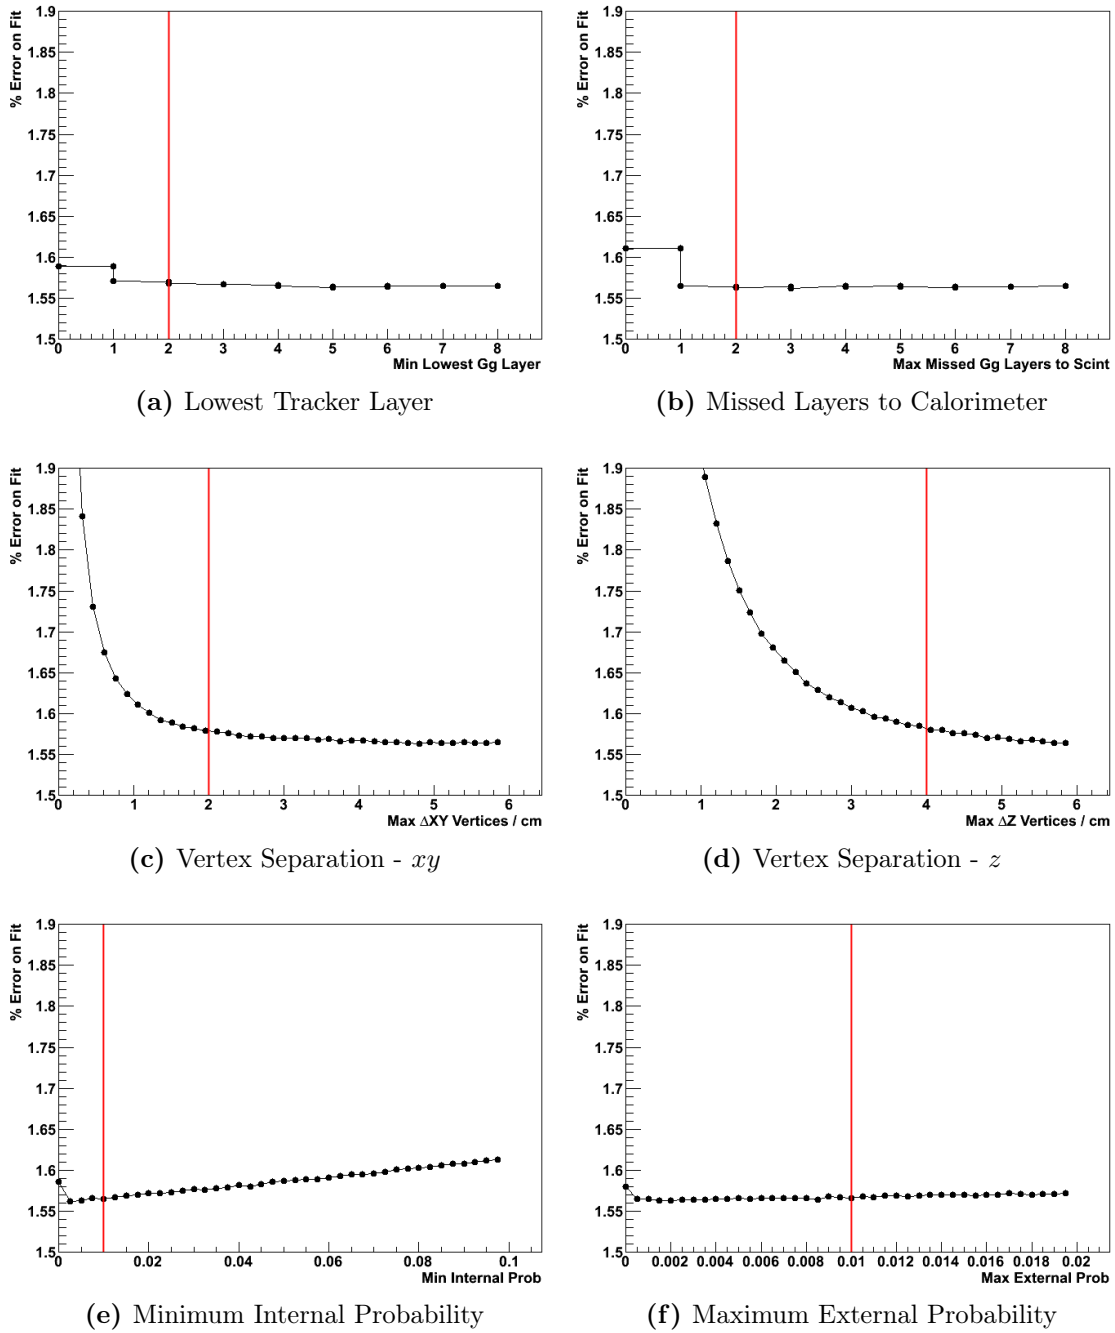 % Error on Fit
1.9
1.85
1.8
1.75
1.7
1.65
1.6
1.55
1.5
0 1 2 3 4 5 6 7 8
Min Lowest Gg Layer
(a) Lowest Tracker Layer
% Error on Fit
1.9
1.85
1.8
1.75
1.7
1.65
1.6
1.55
1.5
0 1 2 3 4 5 6 7 8
Max Missed Gg Layers to Scint
(b) Missed Layers to Calorimeter
% Error on Fit
1.9
1.85
1.8
1.75
1.7
1.65
1.6
1.55
1.5
0 1 2 3 4 5 6
Max ΔXY Vertices / cm
(c) Vertex Separation - xy
% Error on Fit
1.9
1.85
1.8
1.75
1.7
1.65
1.6
1.55
1.5
0 1 2 3 4 5 6
Max ΔZ Vertices / cm
(d) Vertex Separation - z
% Error on Fit
1.9
1.85
1.8
1.75
1.7
1.65
1.6
1.55
1.5
0 0.02 0.04 0.06 0.08 0.1
Min Internal Prob
(e) Minimum Internal Probability
% Error on Fit
1.9
1.85
1.8
1.75
1.7
1.65
1.6
1.55
1.5
0 0.002 0.004 0.006 0.008 0.01 0.012 0.014 0.016 0.018 0.02
Max External Prob
(f) Maximum External Probability